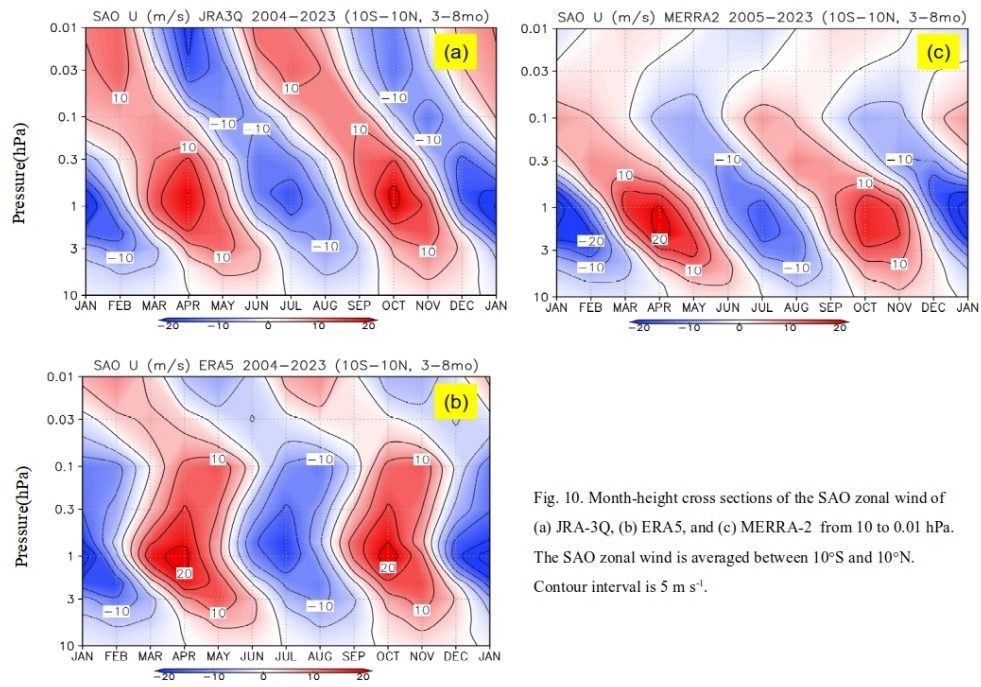 SAO U (m/s) JRA3Q 2004-2023 (10S-10N, 3-8mo)
(a)
Pressure(hPa)
0.01
0.03
0.1
0.3
1
3
10
10
10
-10
-10
-10
10
10
-10
-10
10
-10
10
JAN FEB MAR APR MAY JUN JUL AUG SEP OCT NOV DEC JAN
-20 -10 0 10 20
SAO U (m/s) MERRA2 2005-2023 (10S-10N, 3-8mo)
(c)
0.01
0.03
0.1
0.3
1
3
10
-10
-10
10
10
20
-20
-10
10
-10
10
JAN FEB MAR APR MAY JUN JUL AUG SEP OCT NOV DEC JAN
-20 -10 0 10 20
SAO U (m/s) ERA5 2004-2023 (10S-10N, 3-8mo)
(b)
Pressure(hPa)
0.01
0.03
0.1
0.3
1
3
10
10
-10
10
20
20
-10
10
-10
10
JAN FEB MAR APR MAY JUN JUL AUG SEP OCT NOV DEC JAN
-20 -10 0 10 20
Fig. 10. Month-height cross sections of the SAO zonal wind of
(a) JRA-3Q, (b) ERA5, and (c) MERRA-2 from 10 to 0.01 hPa.
The SAO zonal wind is averaged between 10°S and 10°N.
Contour interval is 5 m s-1.